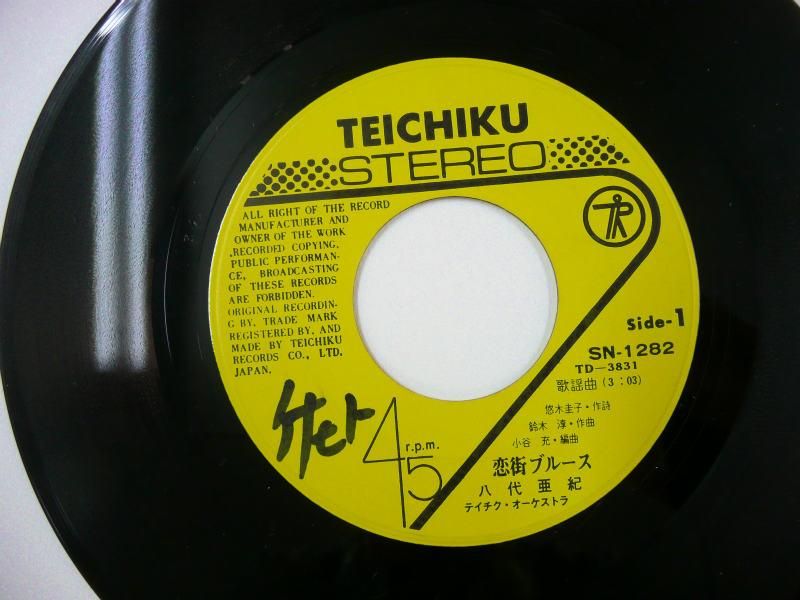 TEICHIKU
STEREO
ALL RIGHT OF THE RECORD
MANUFACTURER AND
OWNER OF THE WORK
,RECORDED COPYING,
PUBLIC PERFORMAN-
CE, BROADCASTING
OF THESE RECORDS
ARE FORBIDDEN.
ORIGINAL RECORDIN-
G BY, TRADE MARK
REGISTERED BY, AND
MADE BY TEICHIKU
RECORDS CO., LTD.
JAPAN.
Side-1
SN-1282
TD—3831
歌謡曲 (3:03)
悠木圭子・作詩
鈴木 淳・作曲
小谷 充・編曲
恋街ブルース
八代亜紀
テイチク・オーケストラ
45 r.p.m.